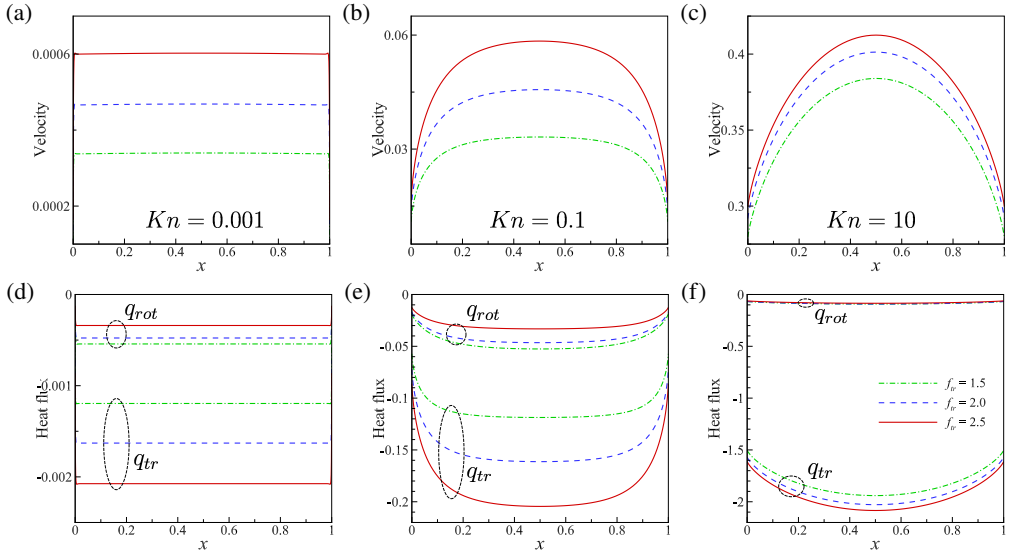 (a)
Velocity
0.0006
0.0002
Kn = 0.001
0 0.2 0.4 0.6 0.8 1
x
(b)
Velocity
0.06
0.03
Kn = 0.1
0 0.2 0.4 0.6 0.8 1
x
(c)
Velocity
0.4
0.35
0.3
Kn = 10
0 0.2 0.4 0.6 0.8 1
x
(d)
Heat flux
0
-0.001
-0.002
q_rot
q_tr
0 0.2 0.4 0.6 0.8 1
x
(e)
Heat flux
0
-0.05
-0.1
-0.15
-0.2
q_rot
q_tr
0 0.2 0.4 0.6 0.8 1
x
(f)
Heat flux
0
-0.5
-1
-1.5
-2
q_rot
f_tr = 1.5
f_tr = 2.0
f_tr = 2.5
q_tr
0 0.2 0.4 0.6 0.8 1
x